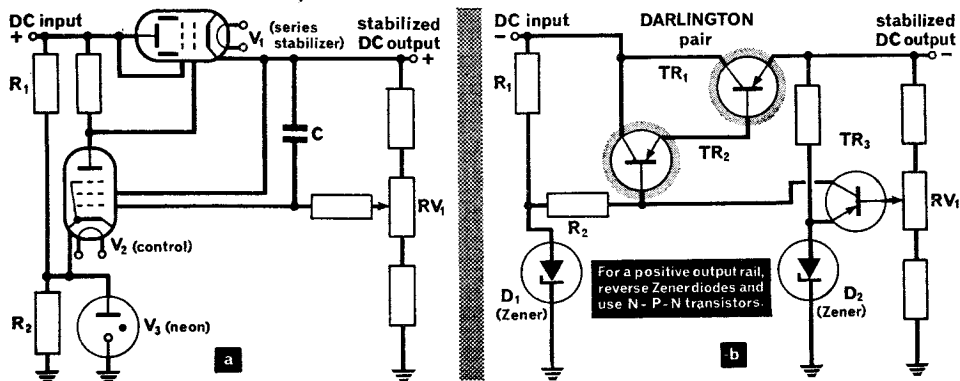 DC input
+
V1 (series
stabilizer)
stabilized
DC output
+
R1
C
RV1
V2 (control)
R2
V3 (neon)
a
DC input
-
DARLINGTON
pair
stabilized
DC output
-
R1
TR1
TR2
TR3
RV1
R2
D1
(Zener)
For a positive output rail,
reverse Zener diodes and
use N-P-N transistors.
D2
(Zener)
b